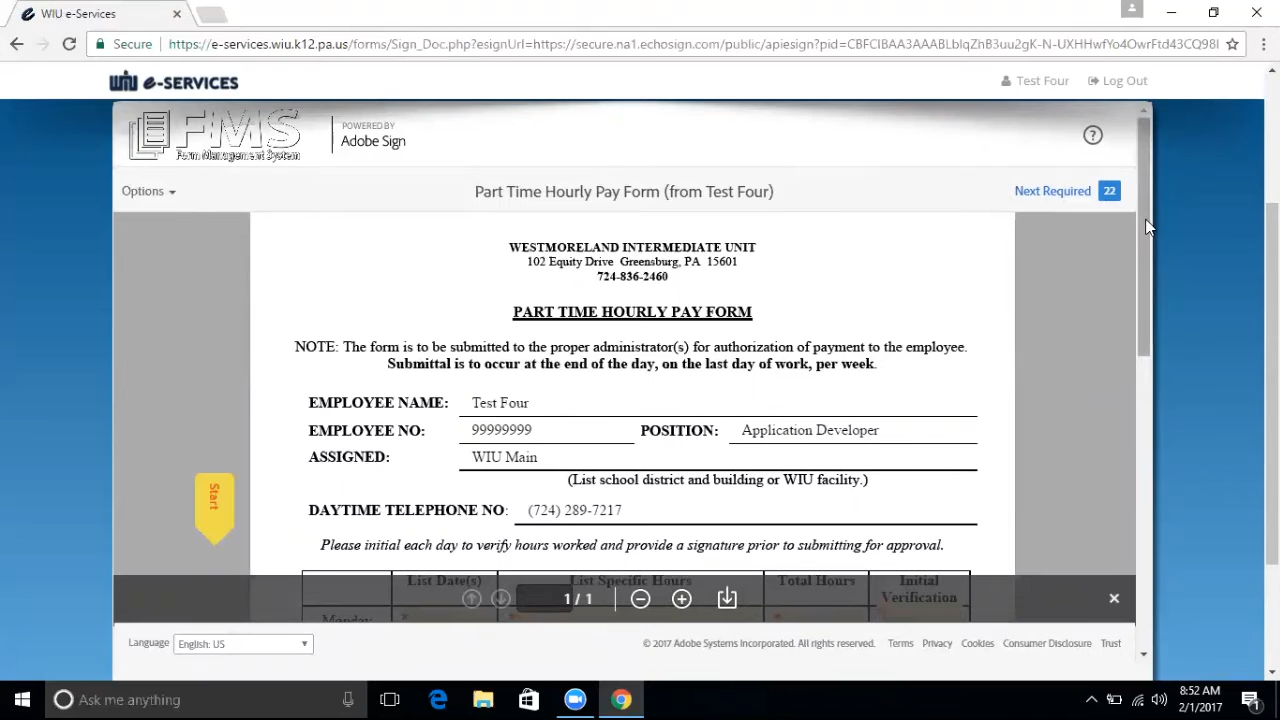 WIU e-Services
Secure
https://e-services.wiu.k12.pa.us/forms/Sign_Doc.php?esignUrl=https://secure.na1.echosign.com/public/apiesign?pid=
WIU e-SERVICES
Test Four
Log Out
FMS
Form Management System
POWERED BY
Adobe Sign
?
Options
Part Time Hourly Pay Form (from Test Four)
Next Required 22
WESTMORELAND INTERMEDIATE UNIT
102 Equity Drive Greensburg, PA 15601
724-836-2460
PART TIME HOURLY PAY FORM
NOTE: The form is to be submitted to the proper administrator(s) for authorization of payment to the employee.
Submittal is to occur at the end of the day, on the last day of work, per week.
EMPLOYEE NAME: Test Four
EMPLOYEE NO: 99999999 POSITION: Application Developer
ASSIGNED: WIU Main
(List school district and building or WIU facility.)
Start
DAYTIME TELEPHONE NO: (724) 289-7217
Please initial each day to verify hours worked and provide a signature prior to submitting for approval.
List Date(s) List Specific Hours Total Hours Initial
Verification
1 / 1
Monday * * *
Language English: US
© 2017 Adobe Systems Incorporated. All rights reserved. Terms Privacy Cookies Consumer Disclosure Trust
Ask me anything
8:52 AM
2/1/2017
1